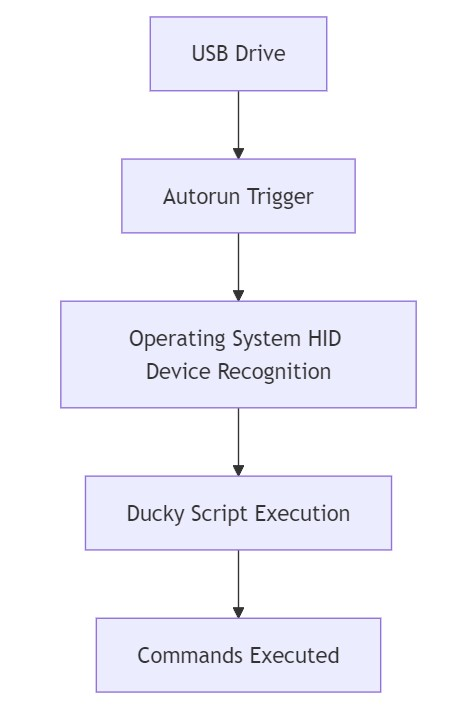 USB Drive
Autorun Trigger
Operating System HID
Device Recognition
Ducky Script Execution
Commands Executed